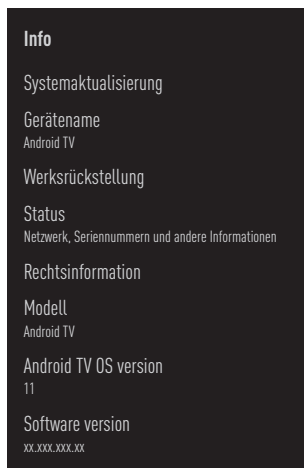 Info
Systemaktualisierung
Gerätename
Android TV
Werksrückstellung
Status
Netzwerk, Seriennummern und andere Informationen
Rechtsinformation
Modell
Android TV
Android TV OS version
11
Software version
xx.xxx.xxx.xx